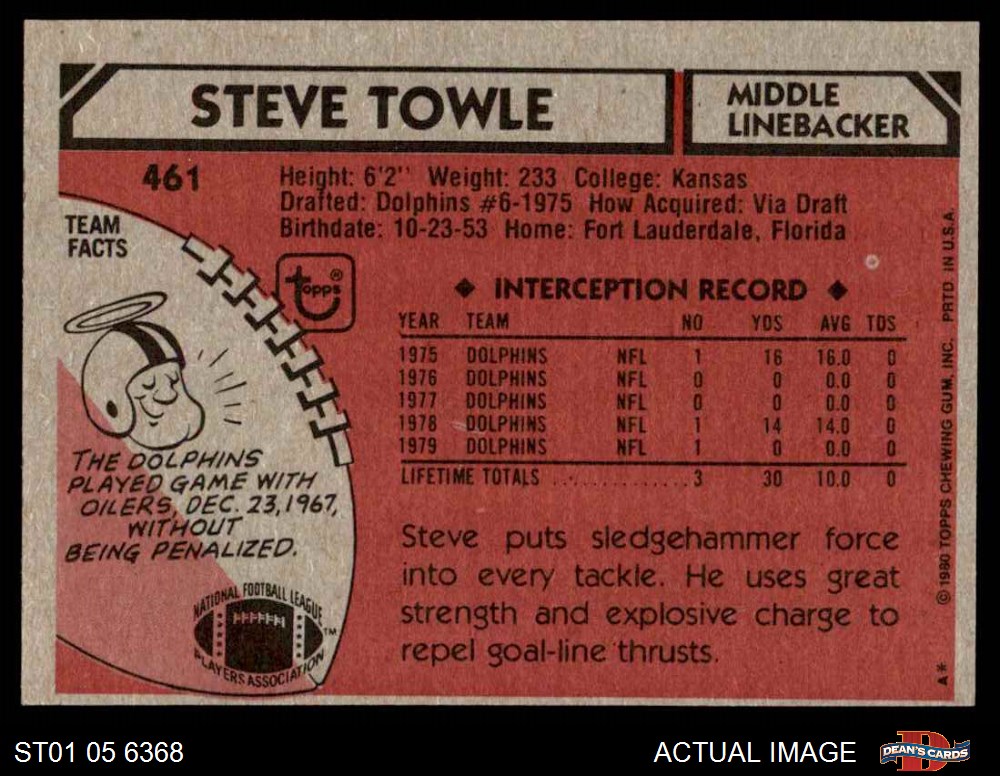 STEVE TOWLE
MIDDLE
LINEBACKER
461
Height: 6'2" Weight: 233 College: Kansas
Drafted: Dolphins #6-1975 How Acquired: Via Draft
Birthdate: 10-23-53 Home: Fort Lauderdale, Florida
TEAM
FACTS
topps®
◆ INTERCEPTION RECORD ◆
YEAR TEAM NO YDS AVG TDS
1975 DOLPHINS NFL 1 16 16.0 0
1976 DOLPHINS NFL 0 0 0.0 0
1977 DOLPHINS NFL 0 0 0.0 0
1978 DOLPHINS NFL 1 14 14.0 0
1979 DOLPHINS NFL 1 0 0.0 0
LIFETIME TOTALS .............. 3 30 10.0 0
THE DOLPHINS
PLAYED GAME WITH
OILERS, DEC. 23, 1967,
WITHOUT
BEING PENALIZED.
Steve puts sledgehammer force
into every tackle. He uses great
strength and explosive charge to
repel goal-line thrusts.
NATIONAL FOOTBALL LEAGUE
PLAYERS ASSOCIATION
TM
A* © 1980 TOPPS CHEWING GUM, INC. PRTD. IN U.S.A.
ST01 05 6368
ACTUAL IMAGE
D
DEAN'S CARDS